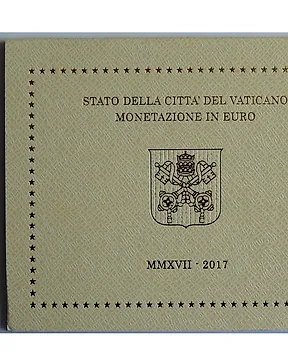 STATO DELLA CITTA' DEL VATICANO
MONETAZIONE IN EURO
MMXVII - 2017